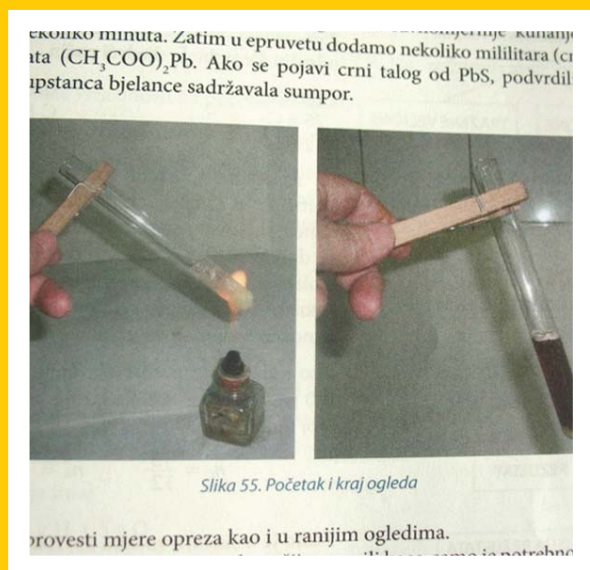 minuta. Zatim u epruvetu dodamo nekoliko mililitara (cr
ata (CH₃COO)₂Pb. Ako se pojavi crni talog od PbS, podvrdil
upstanca bjelance sadržavala sumpor.
Slika 55. Početak i kraj ogleda
provesti mjere opreza kao i u ranijim ogledima.